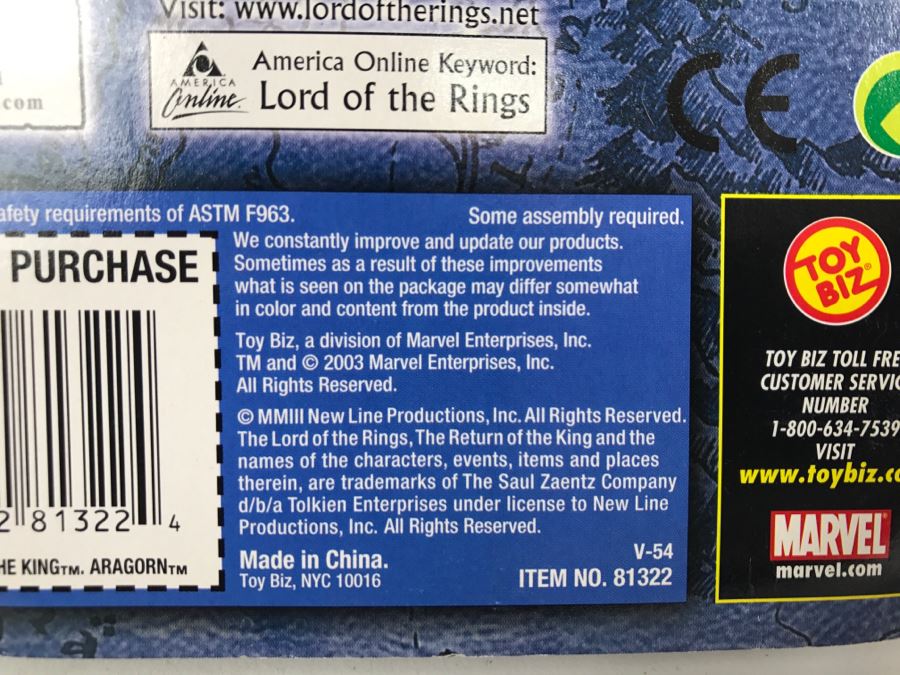 Visit: www.lordoftherings.net
.com
AMERICA
Online.
America Online Keyword:
Lord of the Rings
CE
safety requirements of ASTM F963.
Some assembly required.
PURCHASE
2 81322 4
HE KING™. ARAGORN™
We constantly improve and update our products.
Sometimes as a result of these improvements
what is seen on the package may differ somewhat
in color and content from the product inside.
Toy Biz, a division of Marvel Enterprises, Inc.
TM and © 2003 Marvel Enterprises, Inc.
All Rights Reserved.
© MMIII New Line Productions, Inc. All Rights Reserved.
The Lord of the Rings, The Return of the King and the
names of the characters, events, items and places
therein, are trademarks of The Saul Zaentz Company
d/b/a Tolkien Enterprises under license to New Line
Productions, Inc. All Rights Reserved.
Made in China.
Toy Biz, NYC 10016
V-54
ITEM NO. 81322
TOY
BIZ®
TOY BIZ TOLL FRE
CUSTOMER SERVIC
NUMBER
1-800-634-7539
VISIT
www.toybiz.co
MARVEL
marvel.com